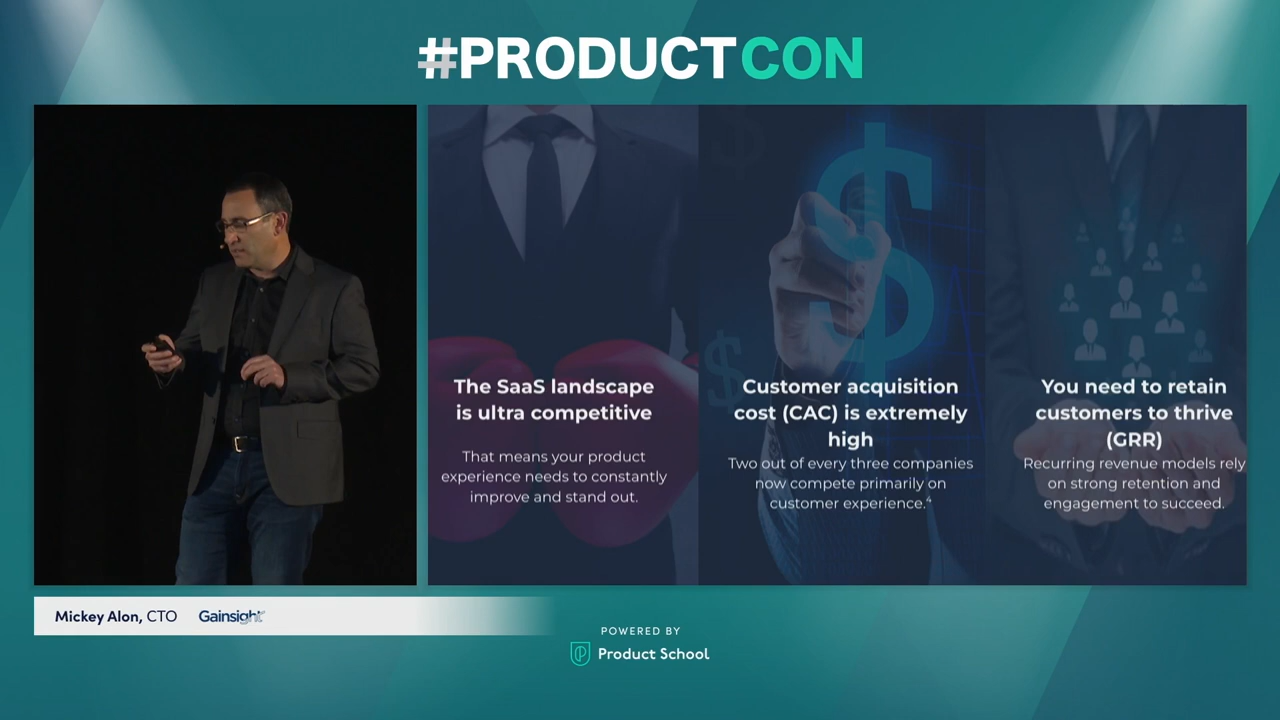 #PRODUCTCON
The SaaS landscape
is ultra competitive
That means your product
experience needs to constantly
improve and stand out.
Customer acquisition
cost (CAC) is extremely
high
Two out of every three companies
now compete primarily on
customer experience.⁴
You need to retain
customers to thrive
(GRR)
Recurring revenue models rely
on strong retention and
engagement to succeed.
Mickey Alon, CTO Gainsight
POWERED BY
Product School